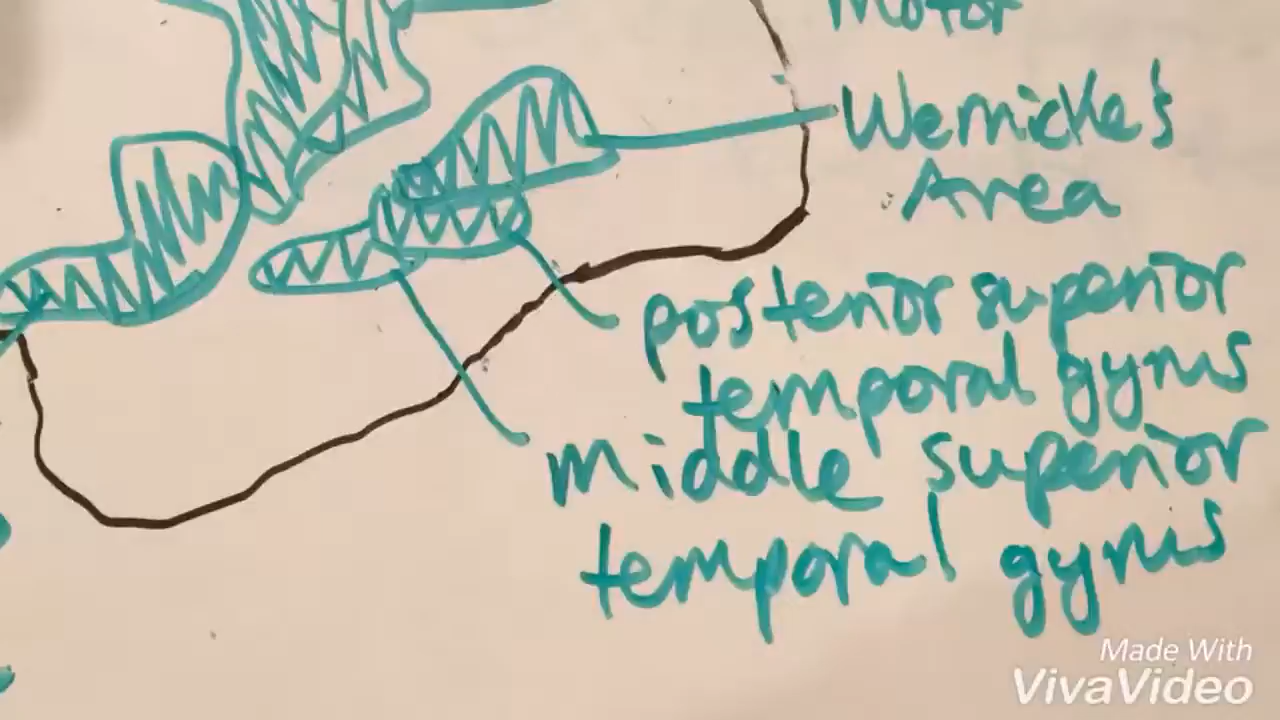 Motor
Wernicke's
Area
posterior superior
temporal gyrus
middle superior
temporal gyrus
Made With
VivaVideo